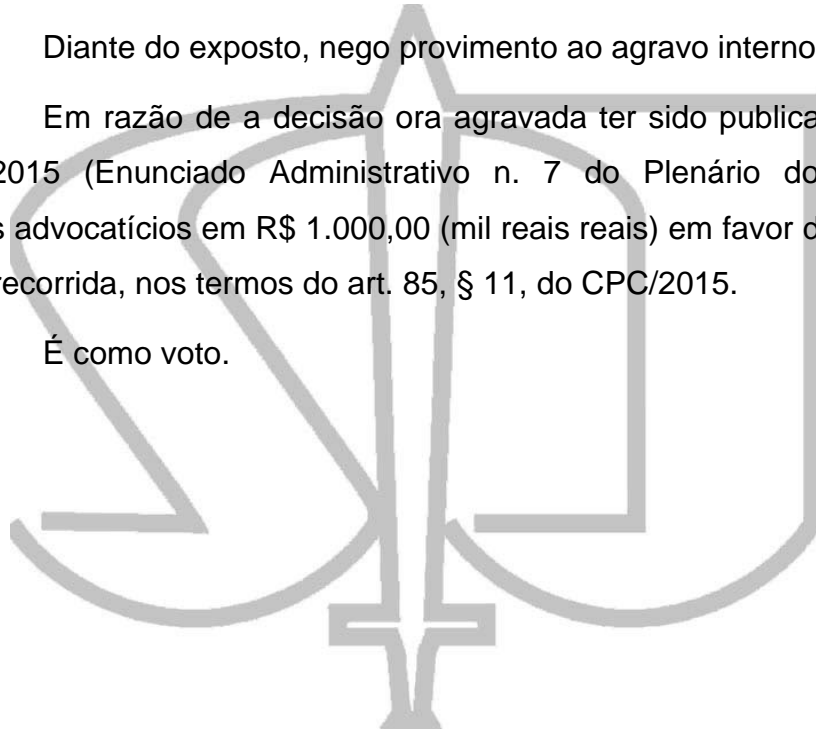 Diante do exposto, nego provimento ao agravo interno
Em razão de a decisão ora agravada ter sido publica
2015 (Enunciado Administrativo n. 7 do Plenário do
s advocatícios em R$ 1.000,00 (mil reais reais) em favor d
recorrida, nos termos do art. 85, § 11, do CPC/2015.
É como voto.